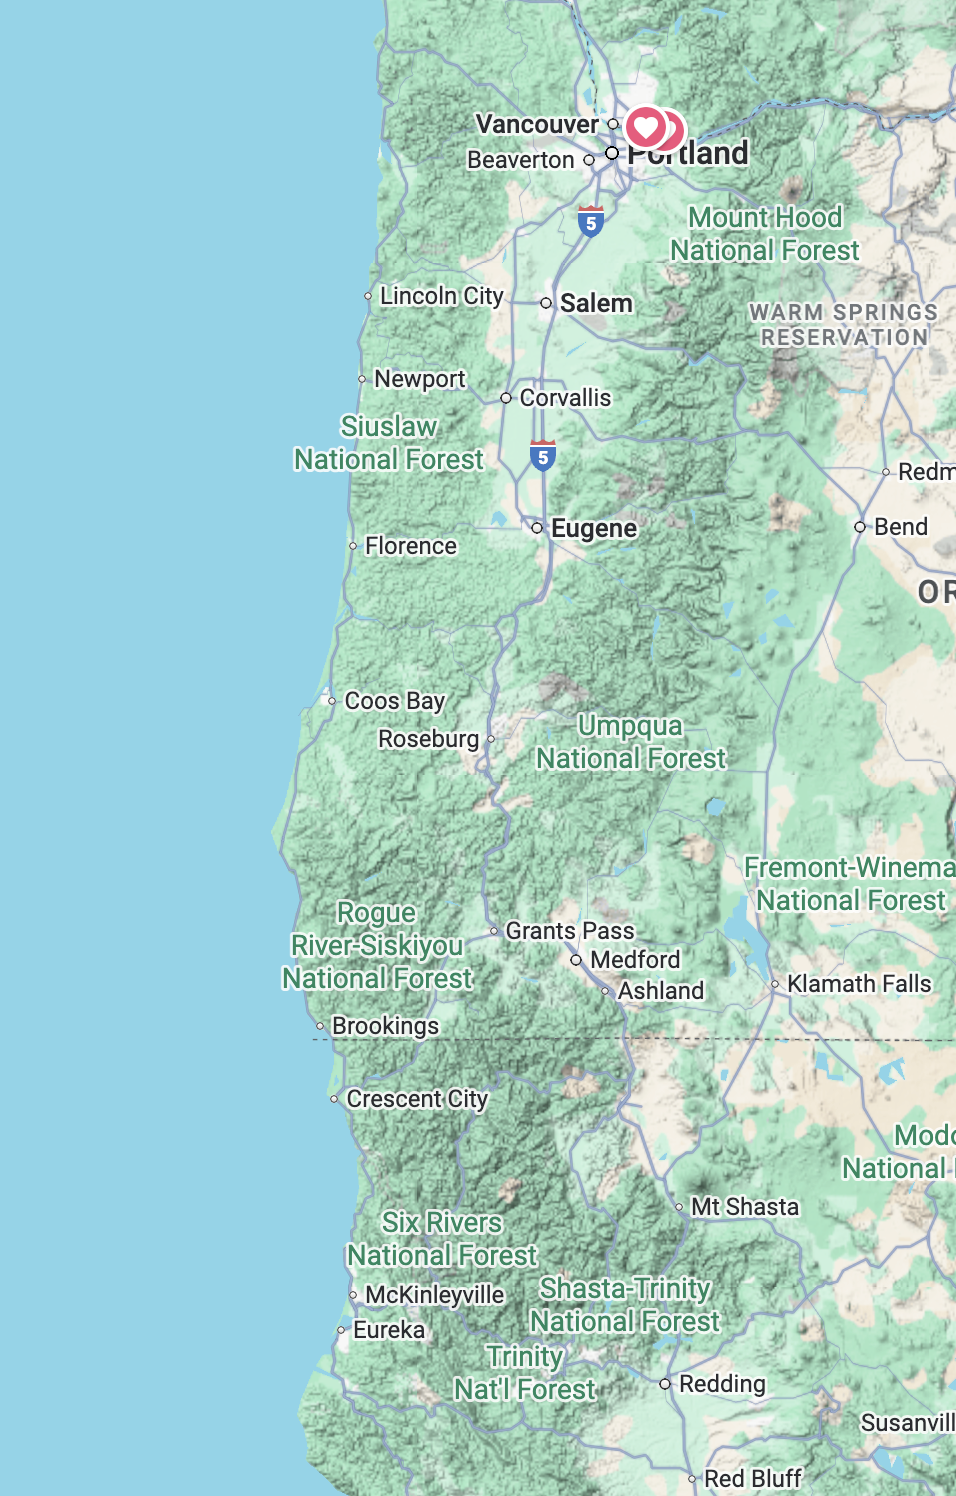 Vancouver
Portland
Beaverton
5
Mount Hood
National Forest
Lincoln City
Salem
WARM SPRINGS
RESERVATION
Newport
Corvallis
Siuslaw
National Forest
5
Redm
Eugene
Bend
Florence
OR
Coos Bay
Roseburg
Umpqua
National Forest
Fremont-Winema
National Forest
Rogue
River-Siskiyou
National Forest
Grants Pass
Medford
Klamath Falls
Ashland
Brookings
Crescent City
Modo
National
Mt Shasta
Six Rivers
National Forest
McKinleyville
Shasta-Trinity
National Forest
Eureka
Trinity
Nat'l Forest
Redding
Susanvill
Red Bluff